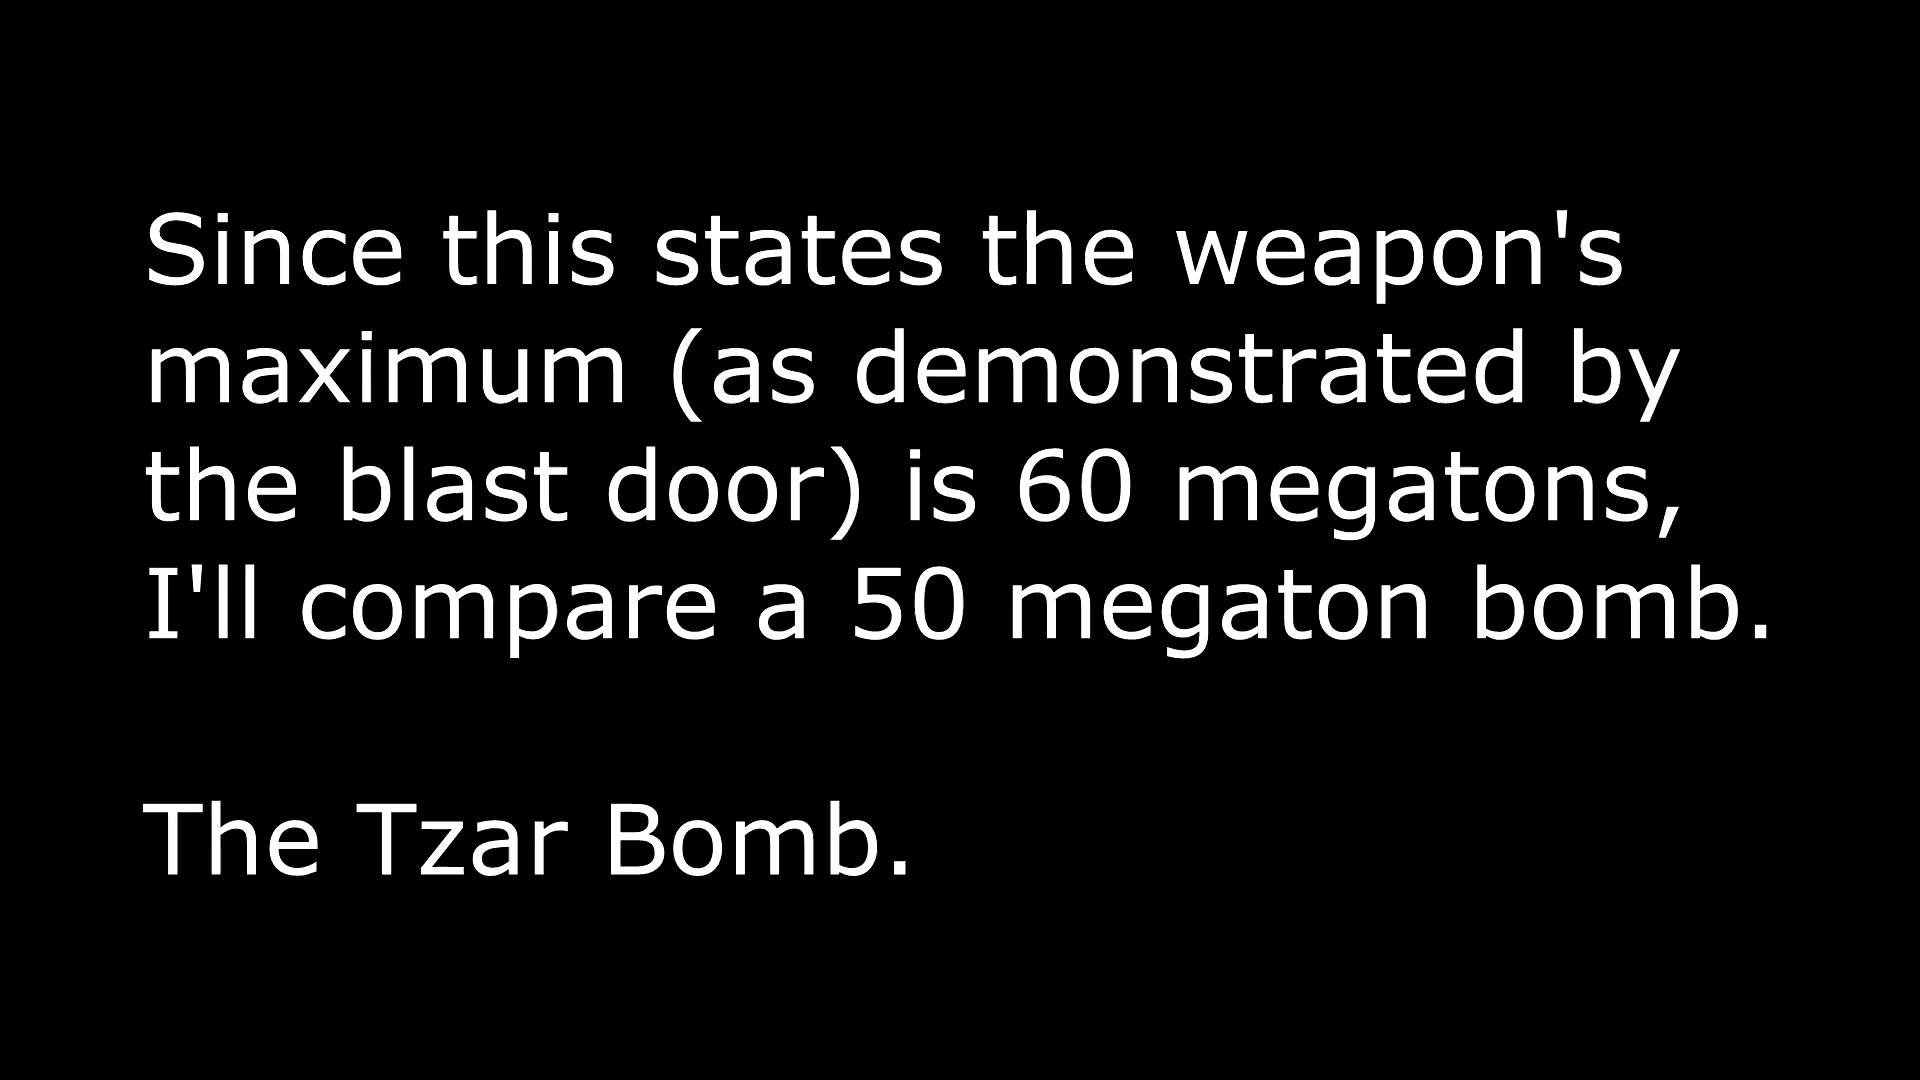 Since this states the weapon's
maximum (as demonstrated by
the blast door) is 60 megatons,
I'll compare a 50 megaton bomb.
The Tzar Bomb.